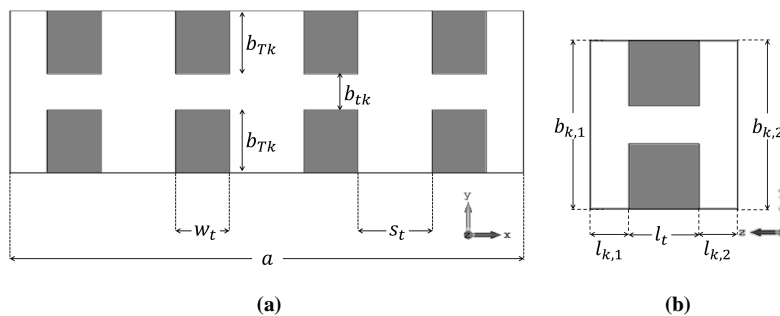 b_{Tk}
b_{tk}
b_{Tk}
w_t
s_t
a
y
z
x
(a)
b_{k,1}
b_{k,2}
l_{k,1}
l_t
l_{k,2}
z
(b)